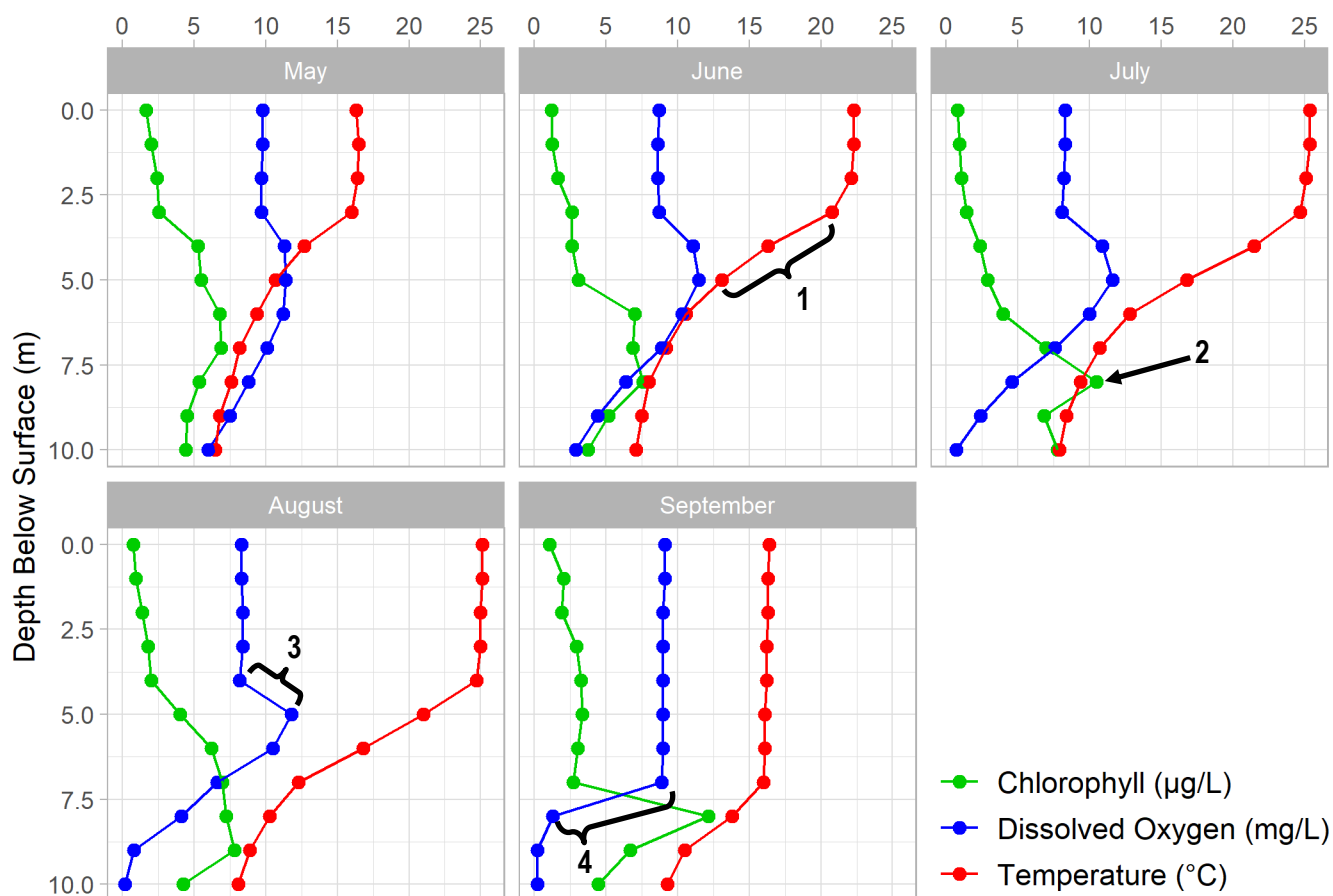 0 5 10 15 20 25 0 5 10 15 20 25 0 5 10 15 20 25
May June July
0.0
2.5
5.0
7.5
10.0
1
2
Depth Below Surface (m)
August September
0.0
2.5
5.0
7.5
10.0
3
4
Chlorophyll (µg/L)
Dissolved Oxygen (mg/L)
Temperature (°C)